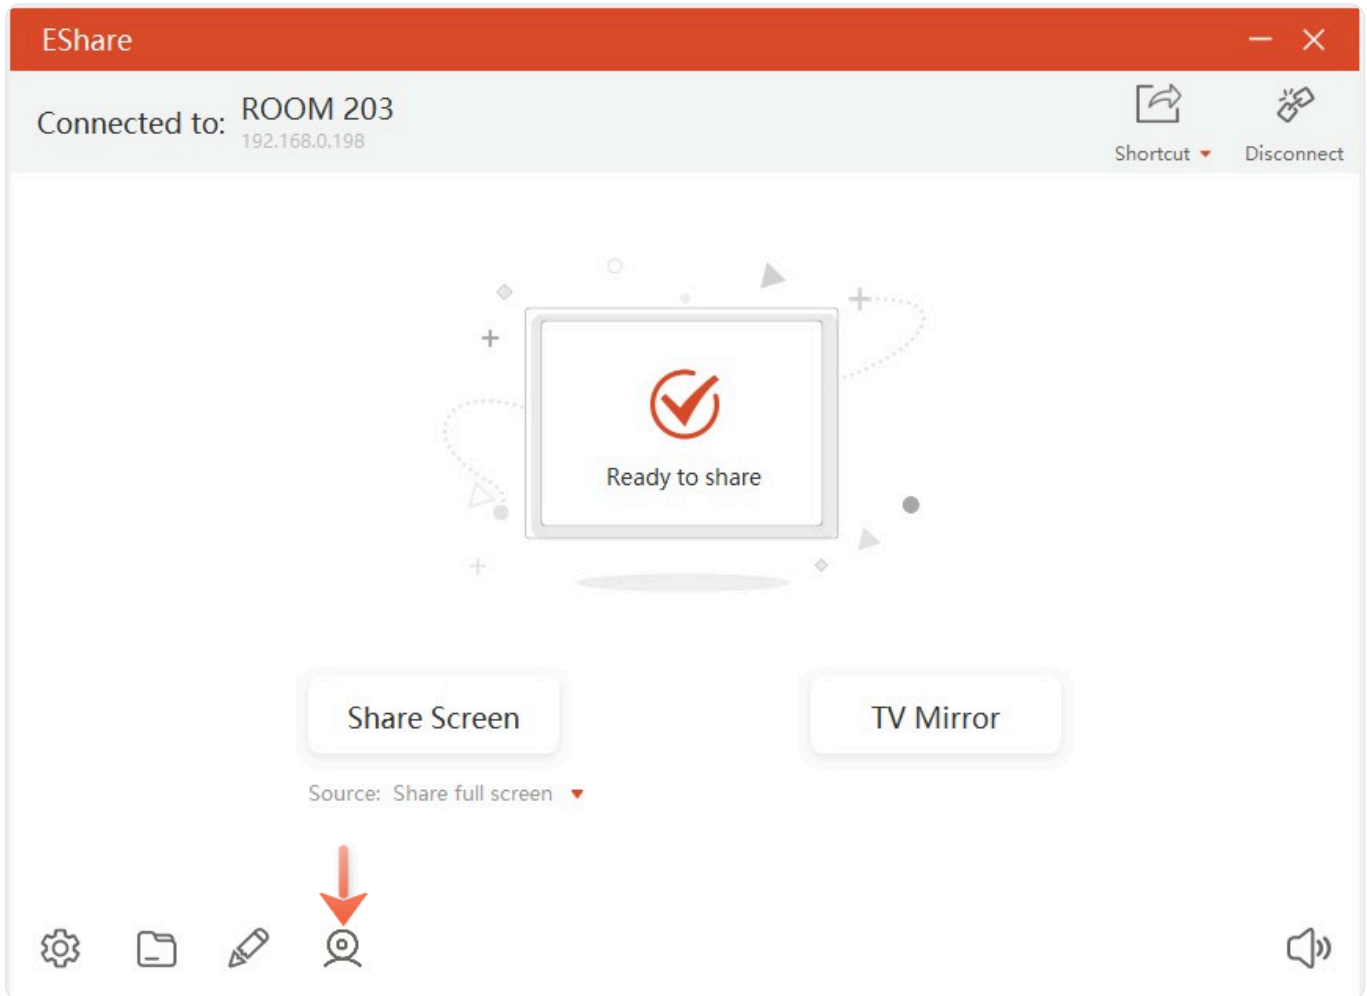 EShare
Connected to: ROOM 203
192.168.0.198
Shortcut
Disconnect
Ready to share
Share Screen
TV Mirror
Source: Share full screen